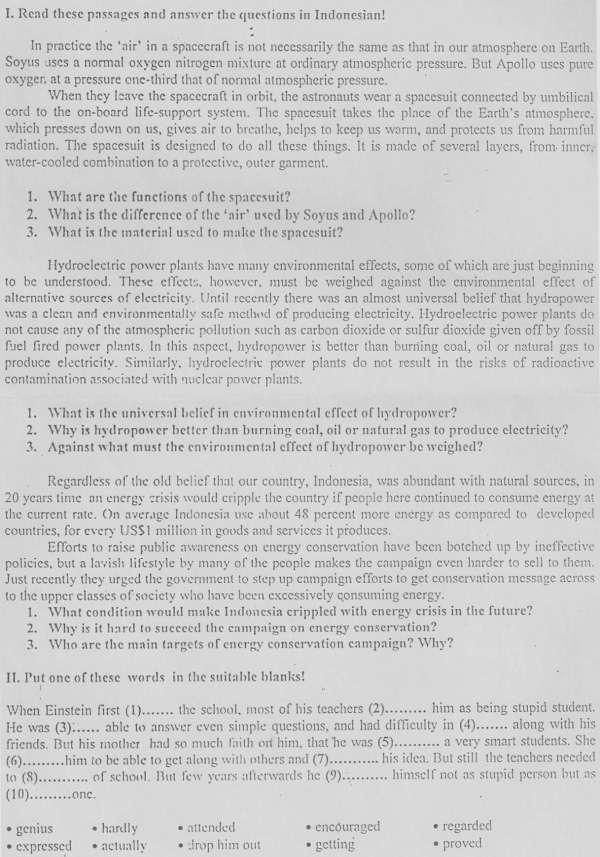 I. Read these passages and answer the questions in Indonesian!
In practice the 'air' in a spacecraft is not necessarily the same as that in our atmosphere on Earth.
Soyus uses a normal oxygen nitrogen mixture at ordinary atmospheric pressure. But Apollo uses pure
oxygen, at a pressure one-third that of normal atmospheric pressure.
When they leave the spacecraft in orbit, the astronauts wear a spacesuit connected by umbilical
cord to the on-board life-support system. The spacesuit takes the place of the Earth's atmosphere,
which presses down on us, gives air to breathe, helps to keep us warm, and protects us from harmful
radiation. The spacesuit is designed to do all these things. It is made of several layers, from inner,
water-cooled combination to a protective, outer garment.
1. What are the functions of the spacesuit?
2. What is the difference of the 'air' used by Soyus and Apollo?
3. What is the material used to make the spacesuit?
Hydroelectric power plants have many environmental effects, some of which are just beginning
to be understood. These effects, however, must be weighed against the environmental effect of
alternative sources of electricity. Until recently there was an almost universal belief that hydropower
was a clean and environmentally safe method of producing electricity. Hydroelectric power plants do
not cause any of the atmospheric pollution such as carbon dioxide or sulfur dioxide given off by fossil
fuel fired power plants. In this aspect, hydropower is better than burning coal, oil or natural gas to
produce electricity. Similarly, hydroelectric power plants do not result in the risks of radioactive
contamination associated with nuclear power plants.
1. What is the universal belief in environmental effect of hydropower?
2. Why is hydropower better than burning coal, oil or natural gas to produce electricity?
3. Against what must the environmental effect of hydropower be weighed?
Regardless of the old belief that our country, Indonesia, was abundant with natural sources, in
20 years time an energy crisis would cripple the country if people here continued to consume energy at
the current rate. On average Indonesia use about 48 percent more energy as compared to developed
countries, for every US$1 million in goods and services it produces.
Efforts to raise public awareness on energy conservation have been botched up by ineffective
policies, but a lavish lifestyle by many of the people makes the campaign even harder to sell to them.
Just recently they urged the government to step up campaign efforts to get conservation message across
to the upper classes of society who have been excessively consuming energy.
1. What condition would make Indonesia crippled with energy crisis in the future?
2. Why is it hard to succeed the campaign on energy conservation?
3. Who are the main targets of energy conservation campaign? Why?
II. Put one of these words in the suitable blanks!
When Einstein first (1)....... the school, most of his teachers (2)......... him as being stupid student.
He was (3)...... able to answer even simple questions, and had difficulty in (4)....... along with his
friends. But his mother had so much faith on him, that he was (5).......... a very smart students. She
(6).........him to be able to get along with others and (7)........... his idea. But still the teachers needed
to (8)........... of school. But few years afterwards he (9).......... himself not as stupid person but as
(10).........one.
• genius • hardly • attended • encouraged • regarded
• expressed • actually • drop him out • getting • proved